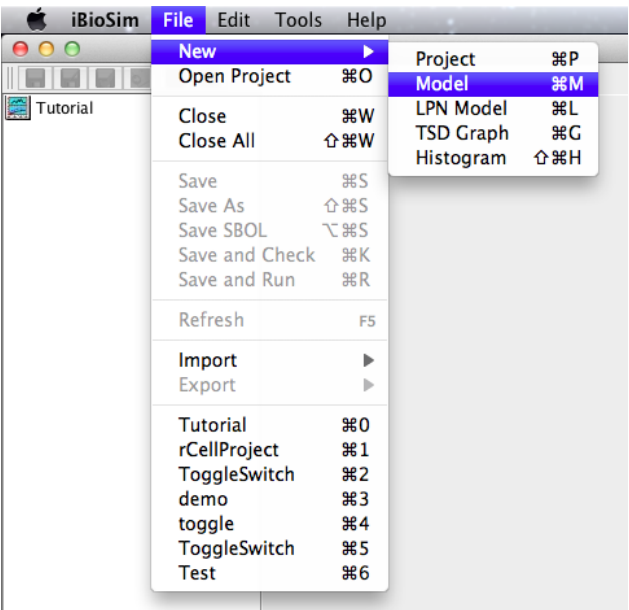 iBioSim File Edit Tools Help
New ▶
Open Project ⌘O
Close ⌘W
Close All ⇧⌘W
Save ⌘S
Save As ⇧⌘S
Save SBOL ⌥⌘S
Save and Check ⌘K
Save and Run ⌘R
Refresh F5
Import ▶
Export ▶
Tutorial ⌘0
rCellProject ⌘1
ToggleSwitch ⌘2
demo ⌘3
toggle ⌘4
ToggleSwitch ⌘5
Test ⌘6
Project ⌘P
Model ⌘M
LPN Model ⌘L
TSD Graph ⌘G
Histogram ⇧⌘H
Tutorial